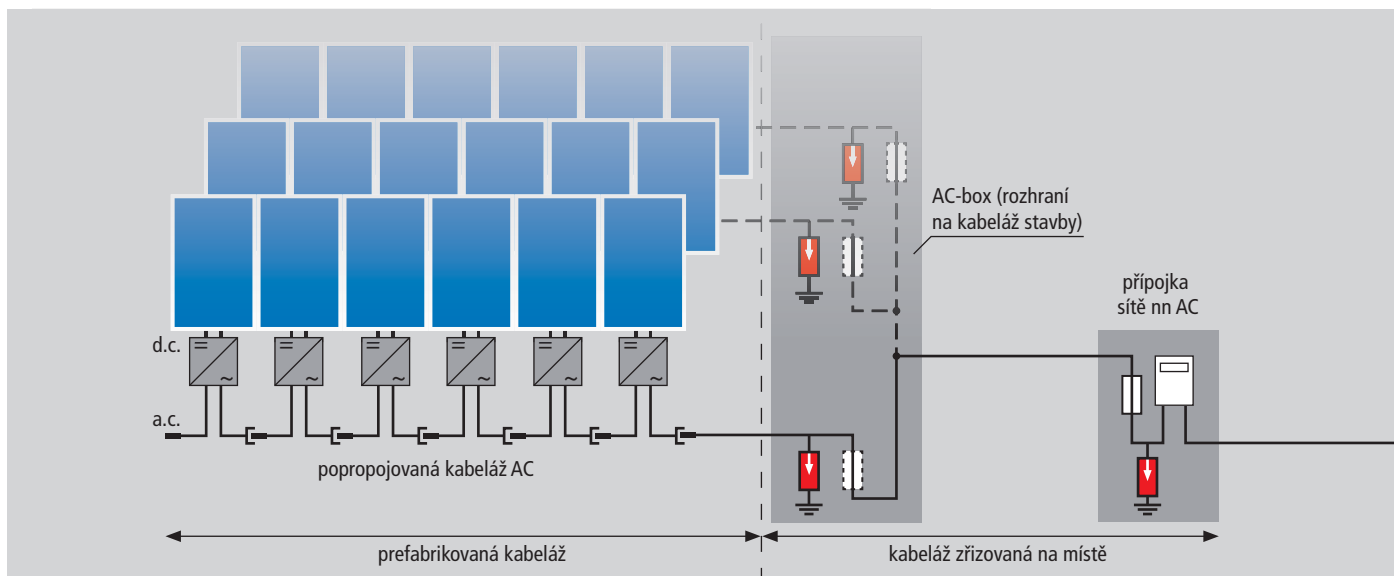 AC-box (rozhraní
na kabeláž stavby)
přípojka
sítě nn AC
d.c.
a.c.
popropojovaná kabeláž AC
prefabrikovaná kabeláž
kabeláž zřizovaná na místě